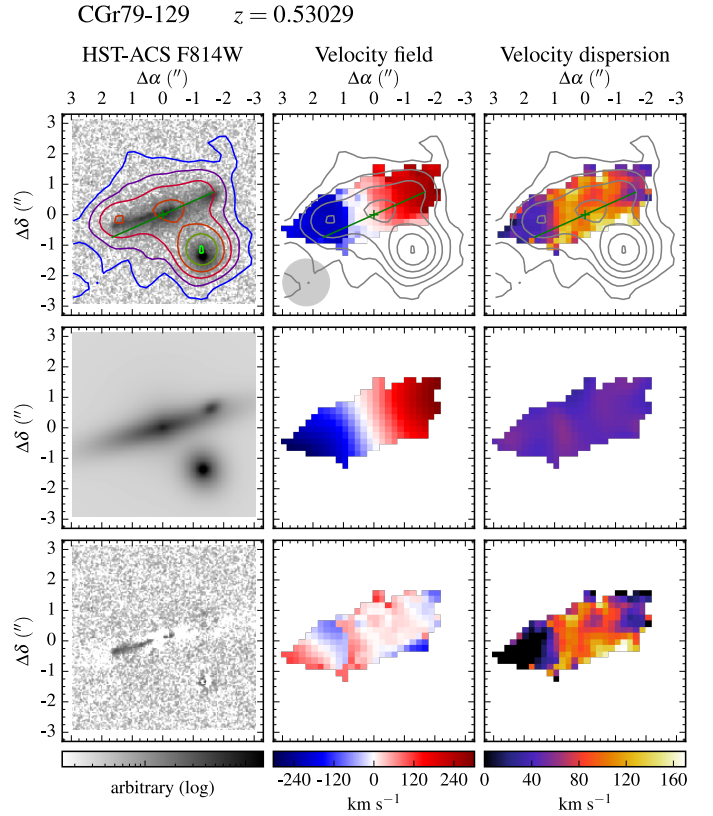 CGr79-129 z = 0.53029
HST-ACS F814W Velocity field Velocity dispersion
Δα (″) Δα (″) Δα (″)
3 2 1 0 -1 -2 -3 3 2 1 0 -1 -2 -3 3 2 1 0 -1 -2 -3
Δδ (″)
3
2
1
0
-1
-2
-3
Δδ (″)
3
2
1
0
-1
-2
-3
Δδ (″)
3
2
1
0
-1
-2
-3
-240 -120 0 120 240 0 40 80 120 160
arbitrary (log) km s⁻¹ km s⁻¹